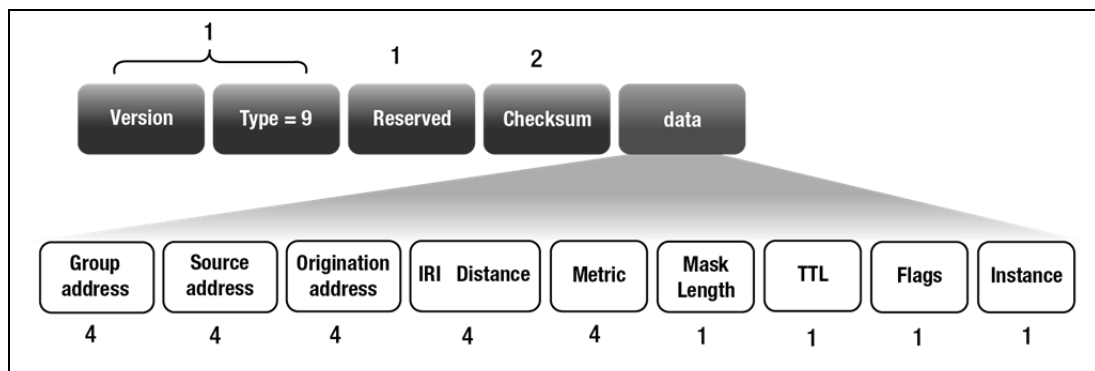 1
1
2
Version
Type = 9
Reserved
Checksum
data
Group
address
Source
address
Origination
address
IRI Distance
Metric
Mask
Length
TTL
Flags
Instance
4
4
4
4
4
1
1
1
1